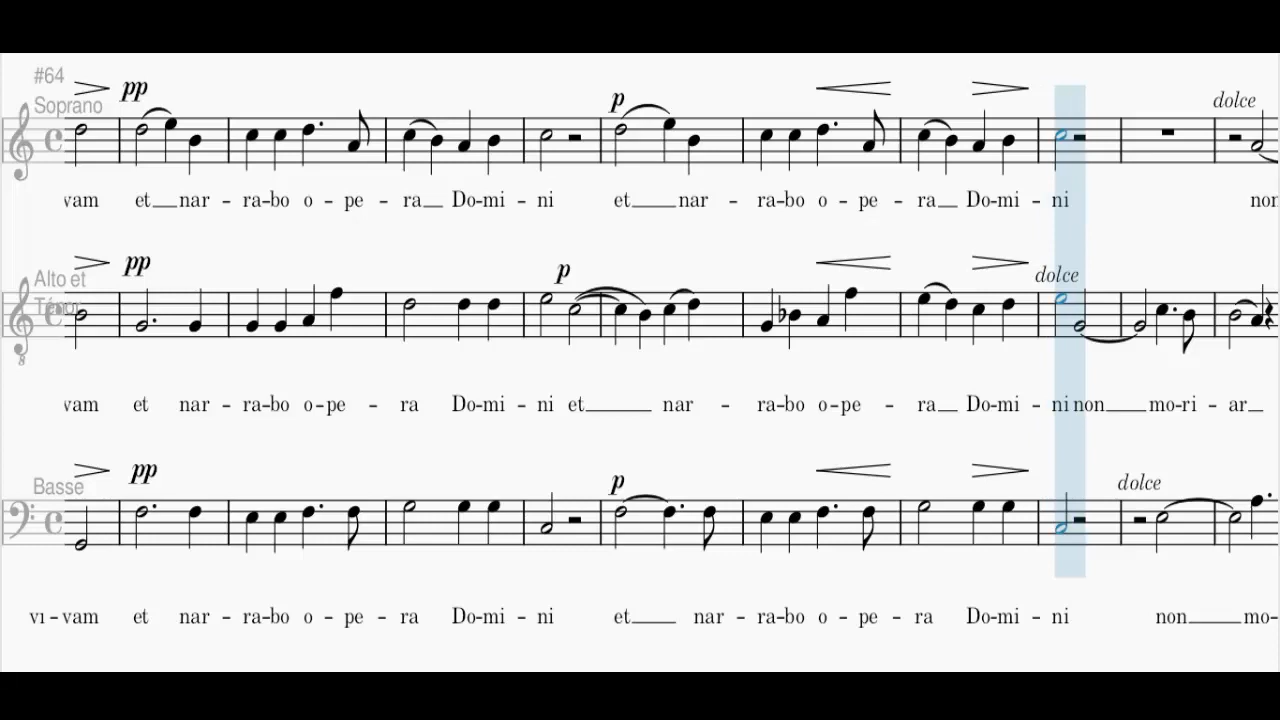 #64
pp
Soprano
p
dolce
vam et nar - ra-bo o - pe - ra Do-mi - ni et nar - ra-bo o - pe - ra Do-mi - ni non
Alto et
Ténor
pp
p
dolce
vam et nar - ra-bo o-pe - ra Do-mi - ni et nar - ra-bo o-pe - ra Do-mi - ni non mo-ri - ar
Basse
pp
p
dolce
vi-vam et nar - ra-bo o - pe - ra Do-mi - ni et nar - ra-bo o - pe - ra Do-mi - ni non mo-